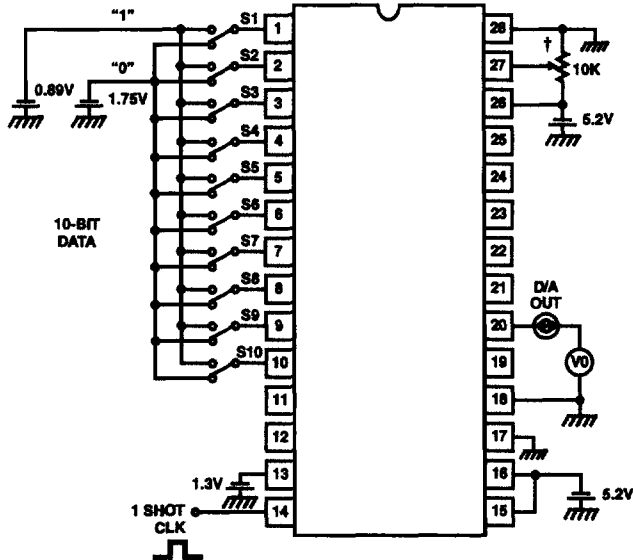 "1"
"0"
0.89V
1.75V
10-BIT
DATA
S1
S2
S3
S4
S5
S6
S7
S8
S9
S10
1
2
3
4
5
6
7
8
9
10
11
12
13
14
1.3V
1 SHOT
CLK
28
27
26
25
24
23
22
21
20
19
18
17
16
15
†
10K
5.2V
D/A
OUT
V0
5.2V